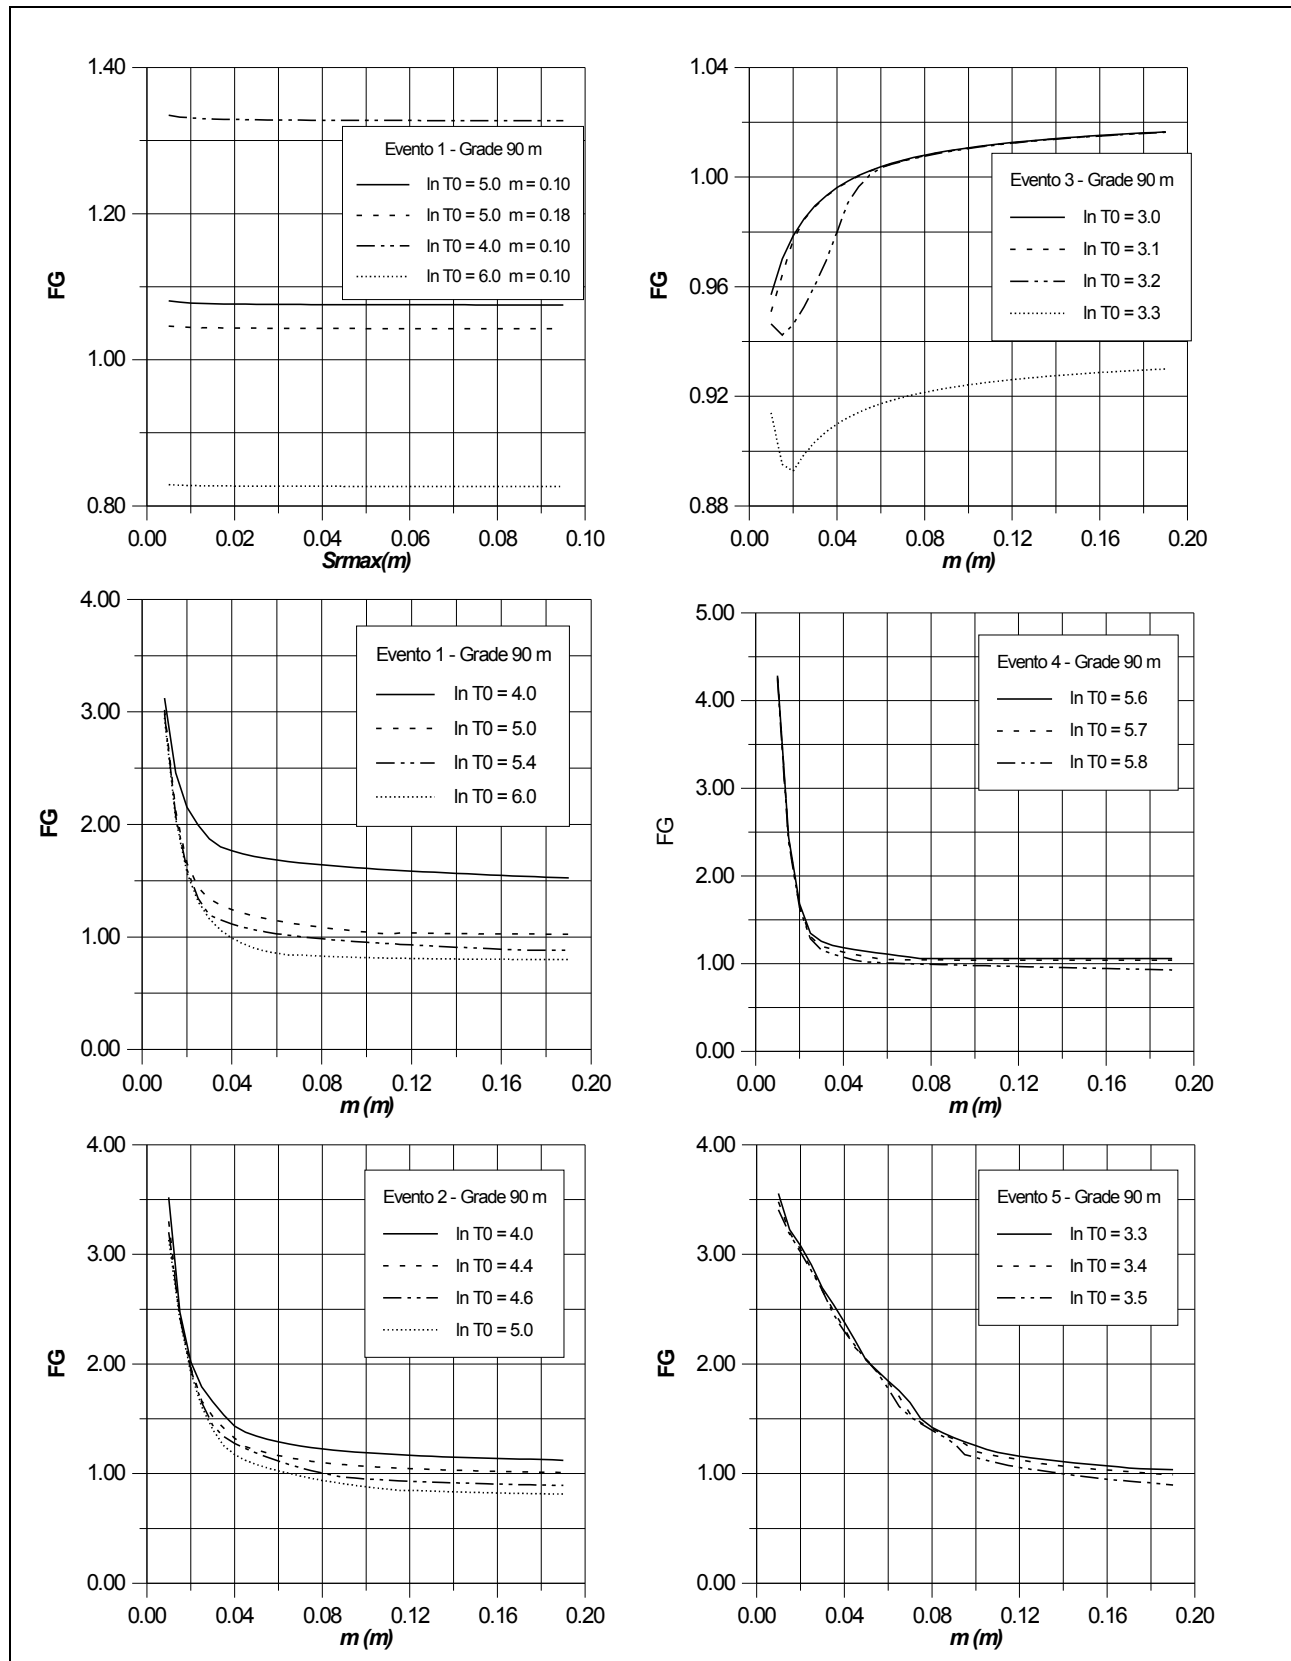 1.40
1.20
1.00
0.80
FG
Evento 1 - Grade 90 m
ln T0 = 5.0 m = 0.10
ln T0 = 5.0 m = 0.18
ln T0 = 4.0 m = 0.10
ln T0 = 6.0 m = 0.10
0.00 0.02 0.04 0.06 0.08 0.10
Srmax(m)
1.04
1.00
0.96
0.92
0.88
FG
Evento 3 - Grade 90 m
ln T0 = 3.0
ln T0 = 3.1
ln T0 = 3.2
ln T0 = 3.3
0.00 0.04 0.08 0.12 0.16 0.20
m (m)
4.00
3.00
2.00
1.00
0.00
FG
Evento 1 - Grade 90 m
ln T0 = 4.0
ln T0 = 5.0
ln T0 = 5.4
ln T0 = 6.0
0.00 0.04 0.08 0.12 0.16 0.20
m (m)
5.00
4.00
3.00
2.00
1.00
0.00
FG
Evento 4 - Grade 90 m
ln T0 = 5.6
ln T0 = 5.7
ln T0 = 5.8
0.00 0.04 0.08 0.12 0.16 0.20
m (m)
4.00
3.00
2.00
1.00
0.00
FG
Evento 2 - Grade 90 m
ln T0 = 4.0
ln T0 = 4.4
ln T0 = 4.6
ln T0 = 5.0
0.00 0.04 0.08 0.12 0.16 0.20
m (m)
4.00
3.00
2.00
1.00
0.00
FG
Evento 5 - Grade 90 m
ln T0 = 3.3
ln T0 = 3.4
ln T0 = 3.5
0.00 0.04 0.08 0.12 0.16 0.20
m (m)